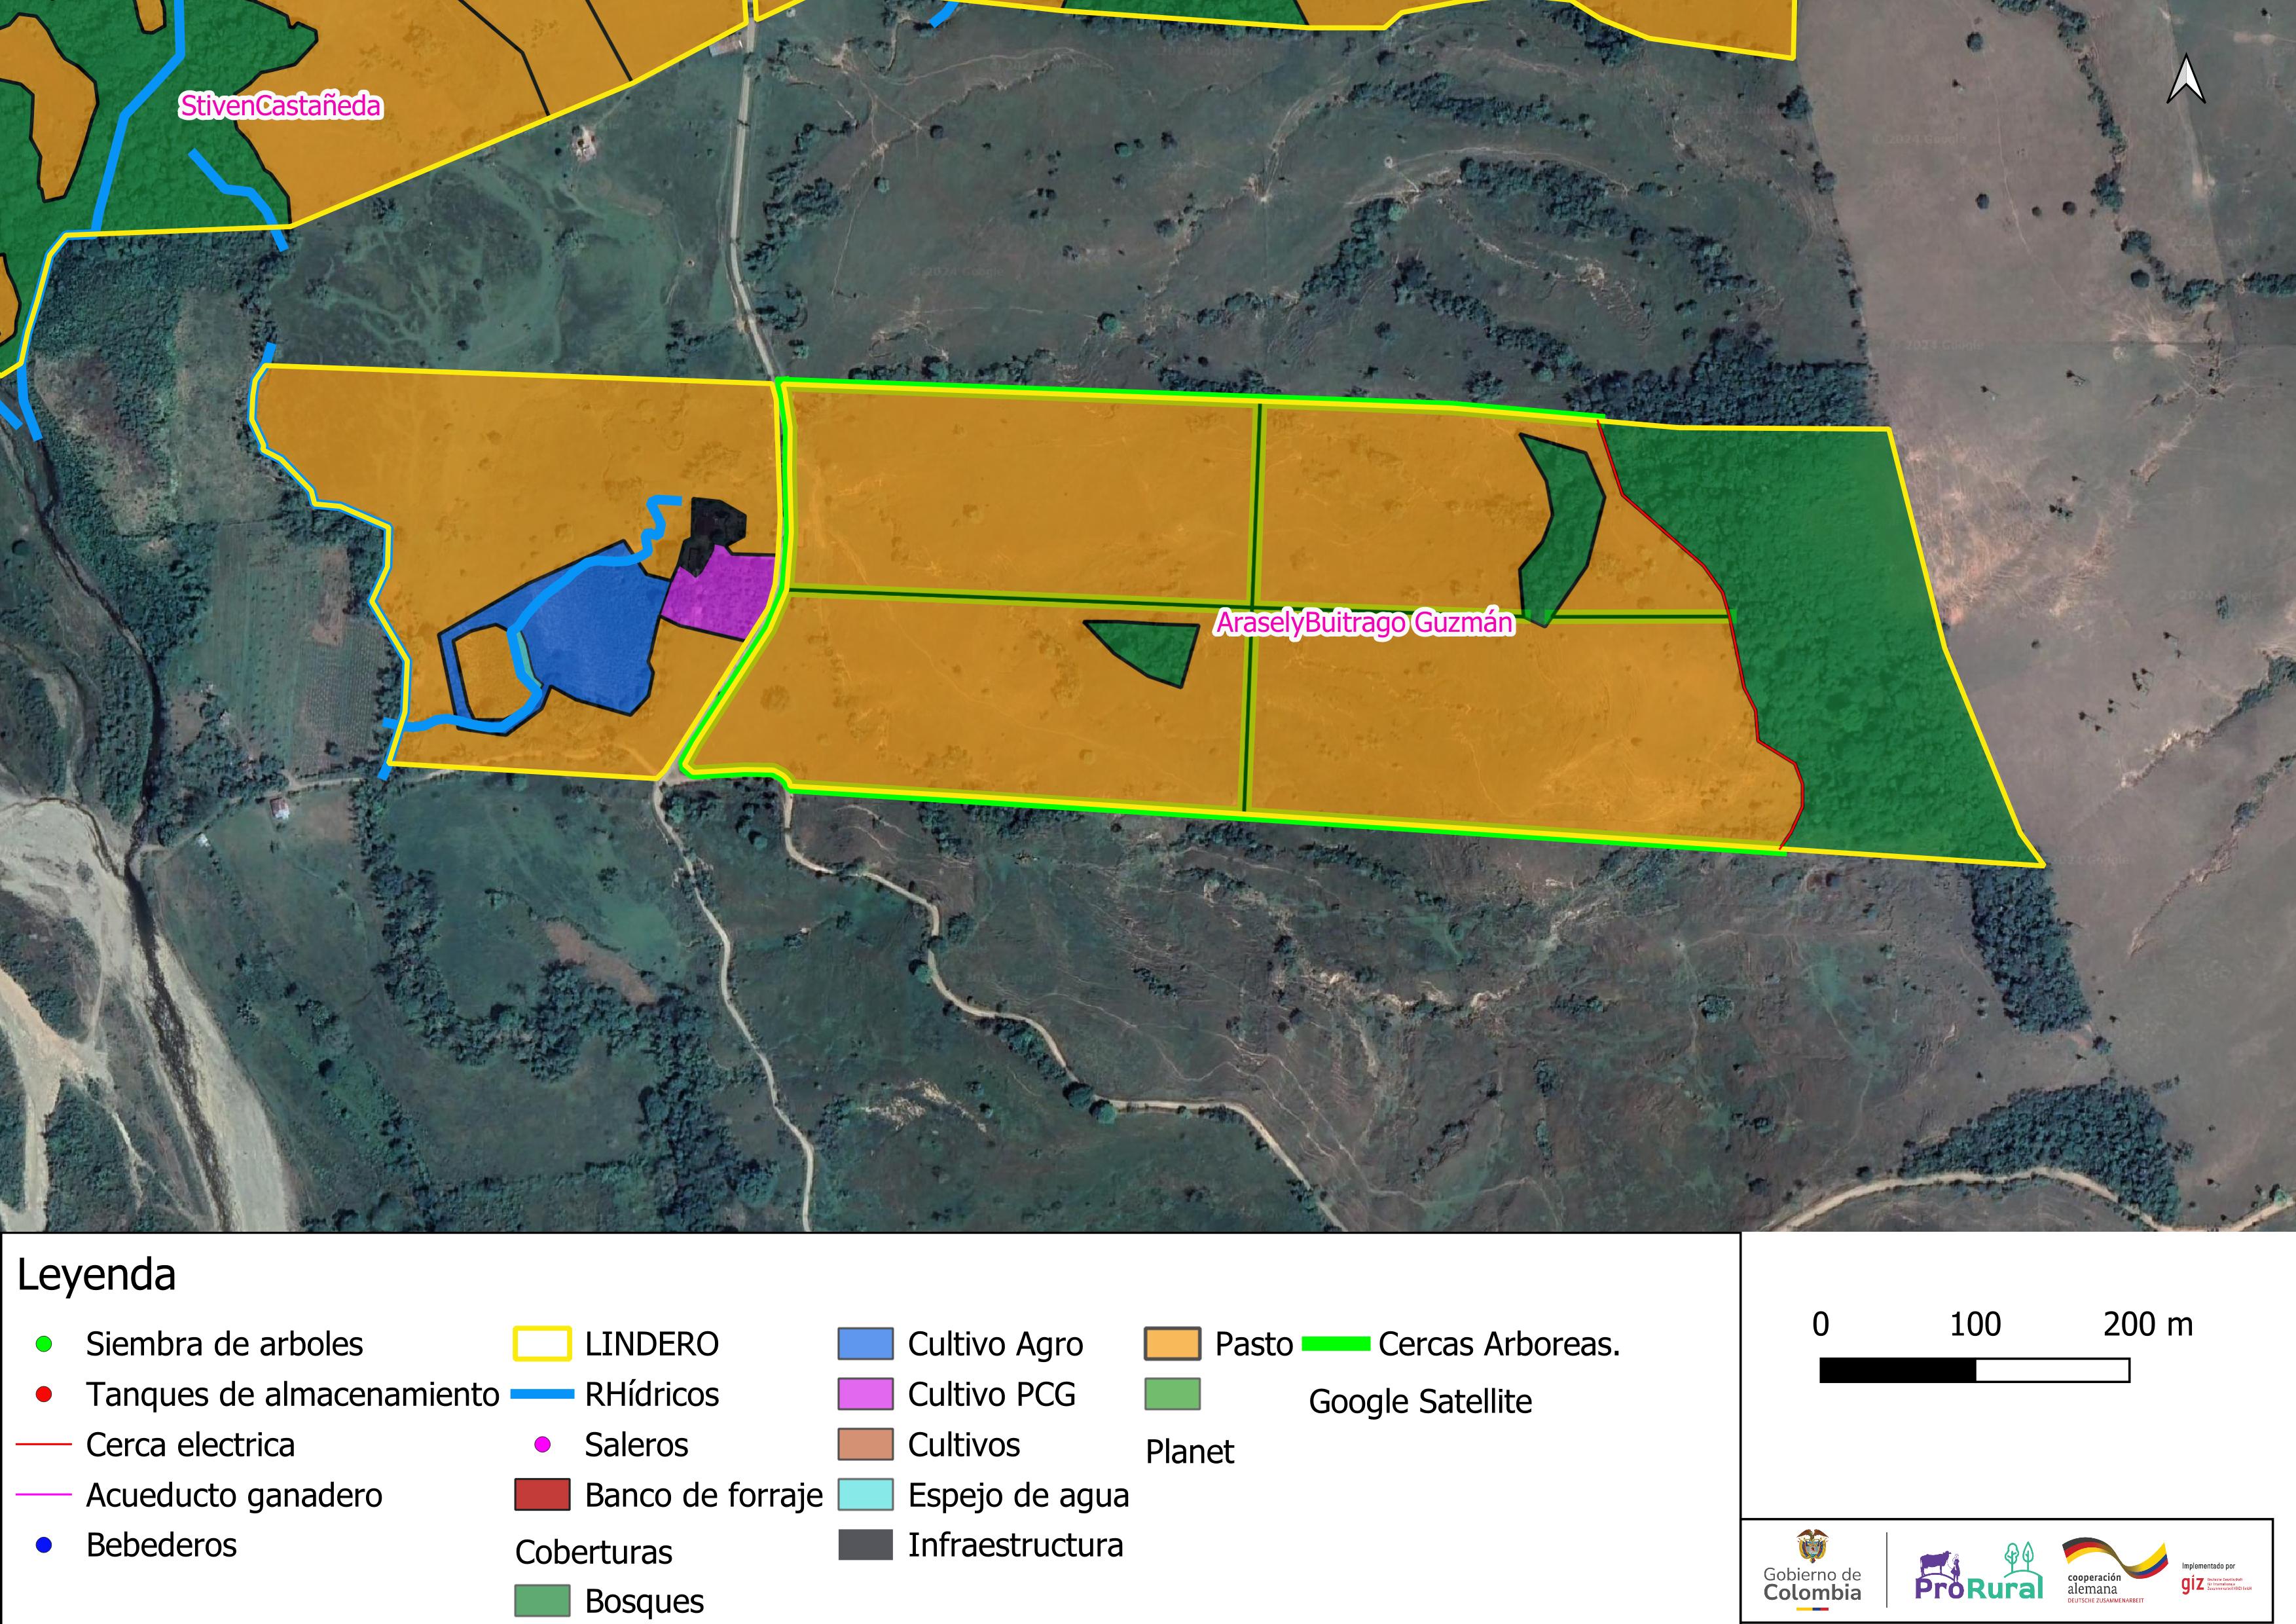 StivenCastañeda
AraselyBuitrago Guzmán
Leyenda
Siembra de arboles
Tanques de almacenamiento
Cerca electrica
Acueducto ganadero
Bebederos
LINDERO
RHídricos
Saleros
Banco de forraje
Coberturas
Bosques
Cultivo Agro
Cultivo PCG
Cultivos
Espejo de agua
Infraestructura
Pasto
Planet
Cercas Arboreas.
Google Satellite
0 100 200 m
Gobierno de
Colombia
ProRural
cooperación
alemana
DEUTSCHE ZUSAMMENARBEIT
Implementado por
giz